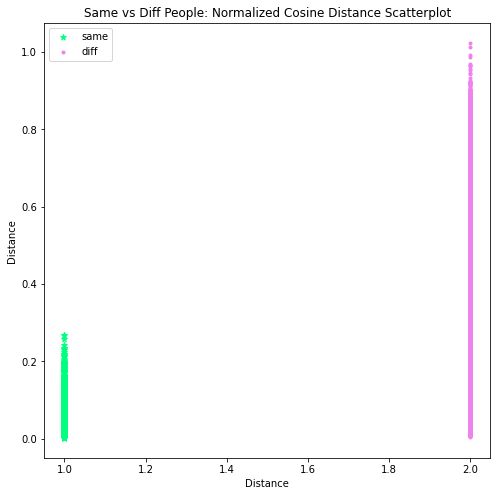 Same vs Diff People: Normalized Cosine Distance Scatterplot
same
diff
Distance
1.0
0.8
0.6
0.4
0.2
0.0
1.0 1.2 1.4 1.6 1.8 2.0
Distance